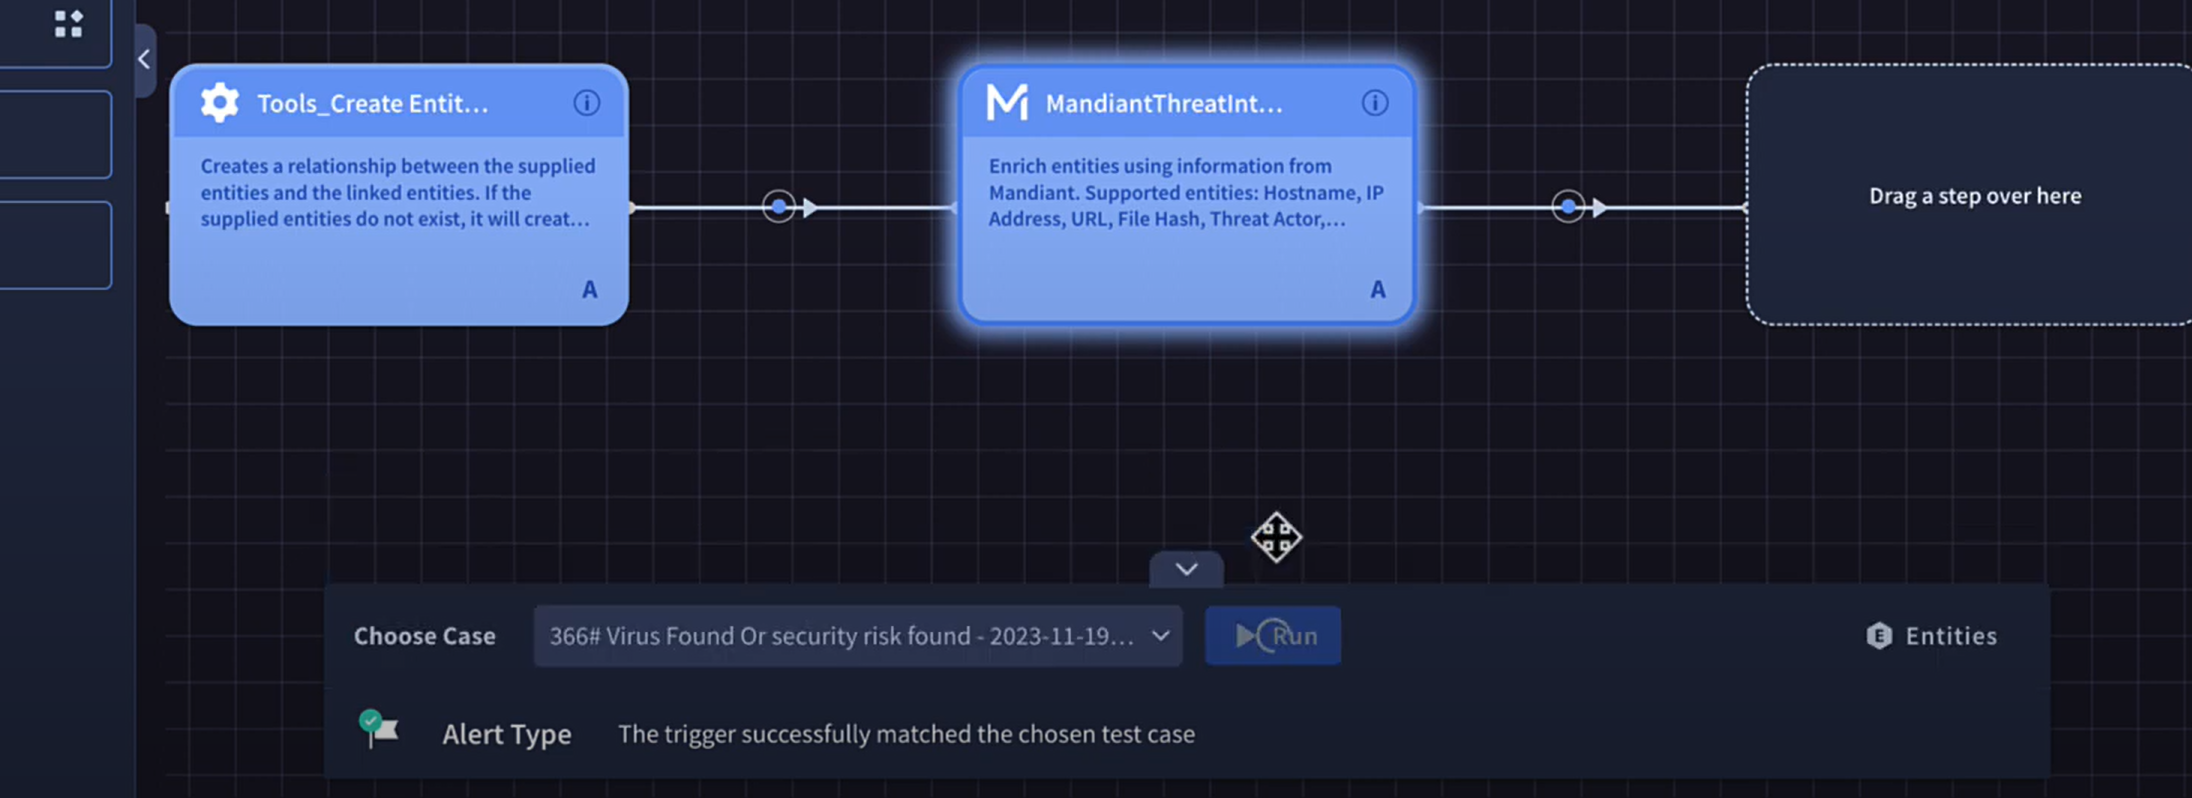 Tools_Create Entit...
Creates a relationship between the supplied
entities and the linked entities. If the
supplied entities do not exist, it will creat...
A
MandiantThreatInt...
Enrich entities using information from
Mandiant. Supported entities: Hostname, IP
Address, URL, File Hash, Threat Actor,...
A
Drag a step over here
Choose Case
366# Virus Found Or security risk found - 2023-11-19...
Run
E Entities
Alert Type
The trigger successfully matched the chosen test case